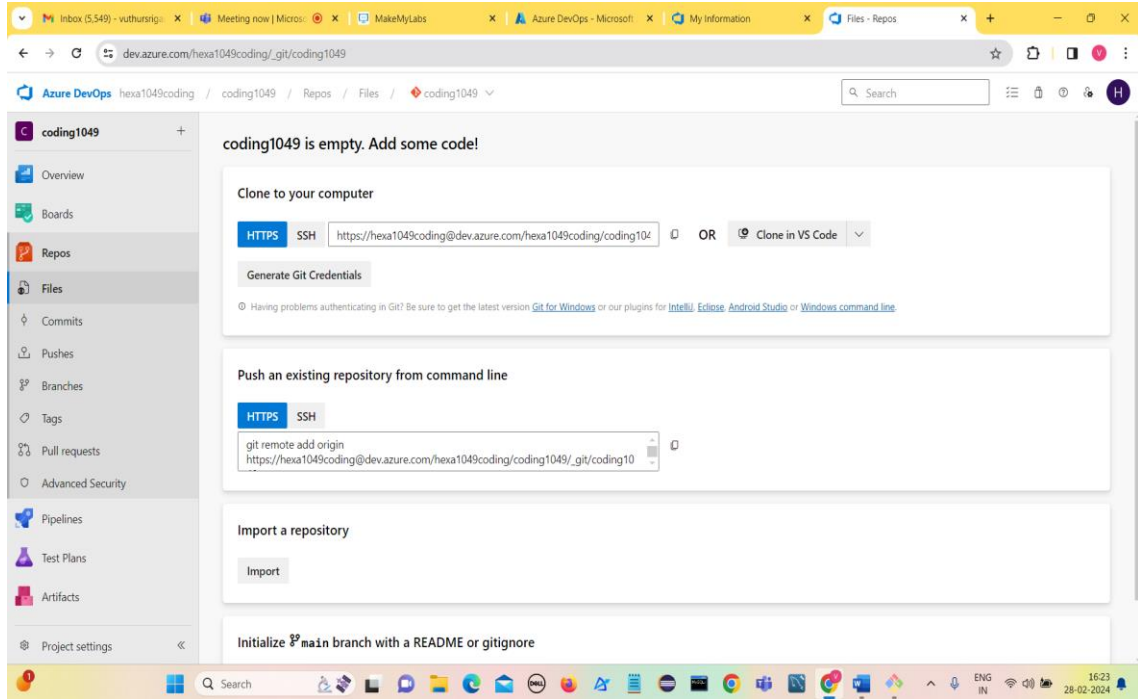 Inbox (5,549) - vuthursriga
Meeting now | Microsc
MakeMyLabs
Azure DevOps - Microsoft
My Information
Files - Repos
dev.azure.com/hexa1049coding/_git/coding1049
V
Azure DevOps hexa1049coding / coding1049 / Repos / Files / coding1049
Search
H
C coding1049 +
Overview
Boards
Repos
Files
Commits
Pushes
Branches
Tags
Pull requests
Advanced Security
Pipelines
Test Plans
Artifacts
Project settings
coding1049 is empty. Add some code!
Clone to your computer
HTTPS SSH https://hexa1049coding@dev.azure.com/hexa1049coding/coding104 OR Clone in VS Code
Generate Git Credentials
Having problems authenticating in Git? Be sure to get the latest version Git for Windows or our plugins for IntelliJ, Eclipse, Android Studio or Windows command line.
Push an existing repository from command line
HTTPS SSH
git remote add origin
https://hexa1049coding@dev.azure.com/hexa1049coding/coding1049/_git/coding10
Import a repository
Import
Initialize main branch with a README or gitignore
1
Search
DELL
ENG
IN
16:23
28-02-2024